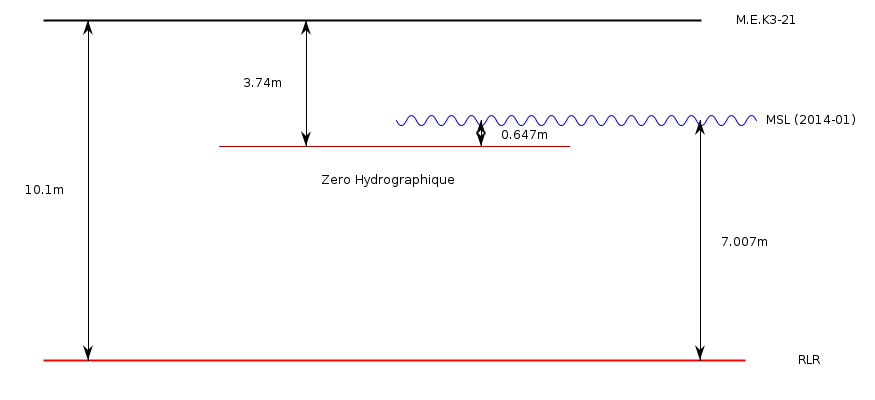 M.E.K3-21
3.74m
MSL (2014-01)
0.647m
Zero Hydrographique
10.1m
7.007m
RLR